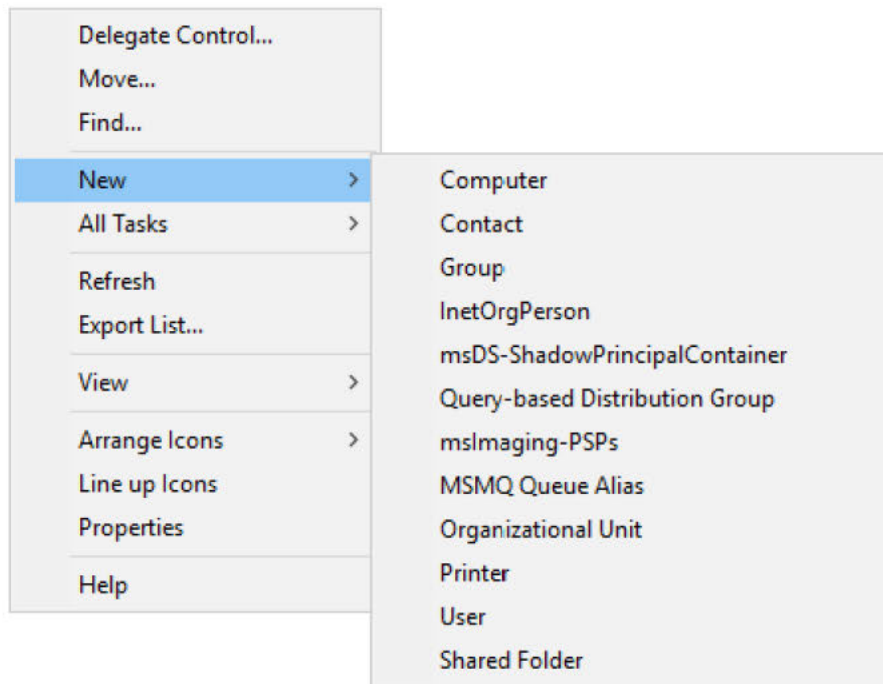 Delegate Control...
Move...
Find...
New
All Tasks
Refresh
Export List...
View
Arrange Icons
Line up Icons
Properties
Help
Computer
Contact
Group
InetOrgPerson
msDS-ShadowPrincipalContainer
Query-based Distribution Group
msImaging-PSPs
MSMQ Queue Alias
Organizational Unit
Printer
User
Shared Folder